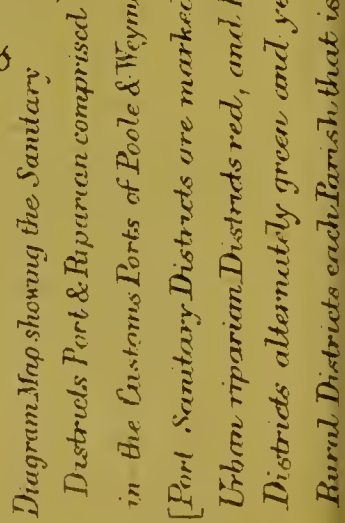 Diagram Map showing the Sanitary
Districts Port & Riparian comprised
in the Customs Ports of Poole & Weym
[Port Sanitary Districts are marked
Urban riparian Districts red, and
Districts alternately green and ye
Rural Districts each Parish that is